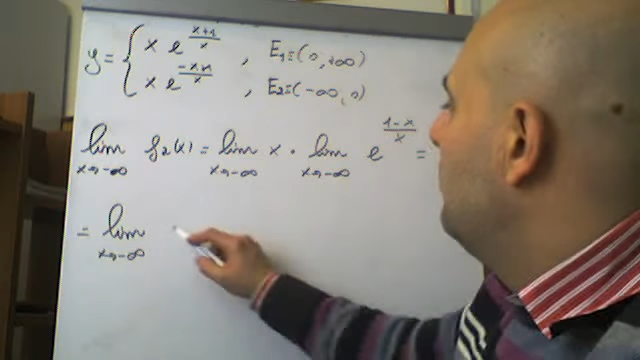 y = { x e^((x+1)/x) , E1≡(0, +∞)
x e^((-x+1)/x) , E2≡(-∞, 0)
lim x→-∞ f2(x) = lim x→-∞ x · lim x→-∞ e^((1-x)/x) =
= lim x→-∞